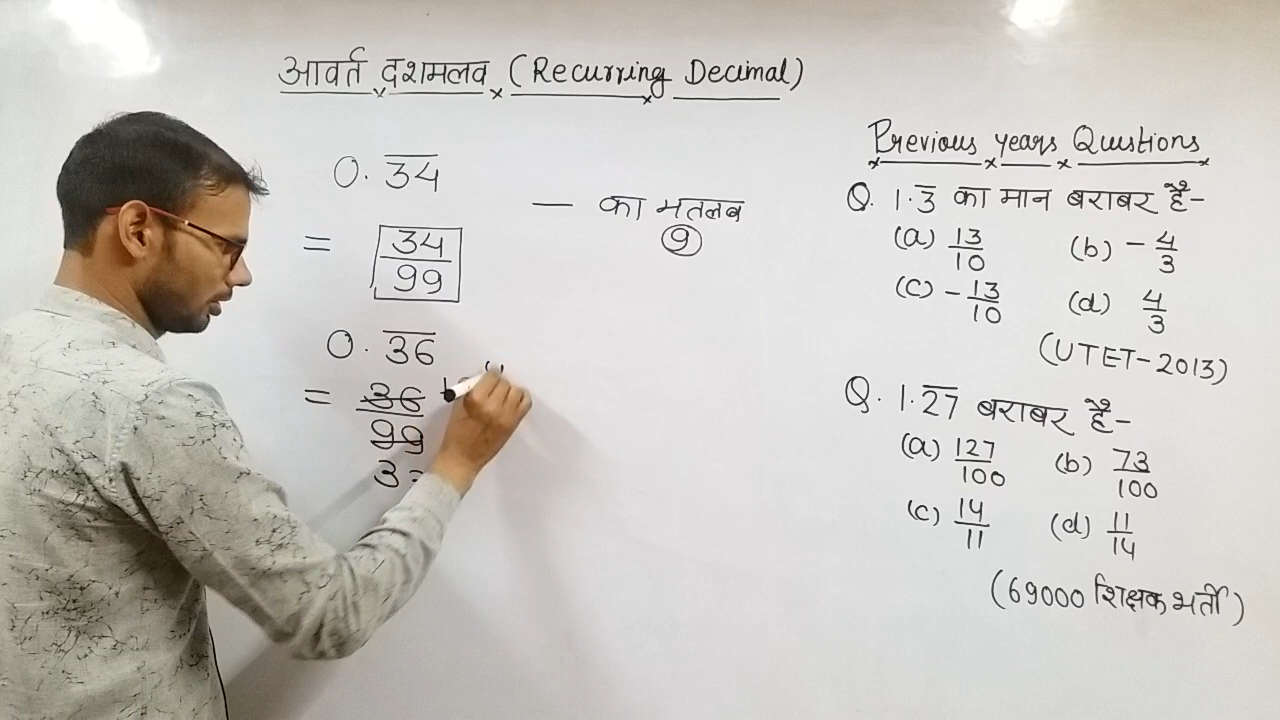 आवर्त दशमलव (Recurring Decimal)
0.3̅4̅
= 34/99
— का मतलब
9
0.3̅6̅
= 36/99
Previous years Questions
Q. 1.3̅ का मान बराबर है-
(a) 13/10 (b) -4/3
(c) -13/10 (d) 4/3
(UTET-2013)
Q. 1.2̅7̅ बराबर है-
(a) 127/100 (b) 73/100
(c) 14/11 (d) 11/14
(69000 शिक्षक भर्ती)